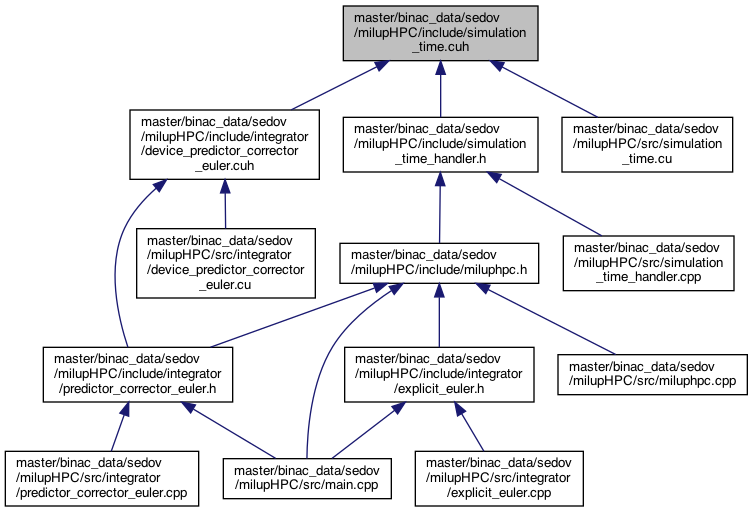 master/binac_data/sedov
/milupHPC/include/simulation
_time.cuh
master/binac_data/sedov
/milupHPC/include/integrator
/device_predictor_corrector
_euler.cuh
master/binac_data/sedov
/milupHPC/include/simulation
_time_handler.h
master/binac_data/sedov
/milupHPC/src/simulation
_time.cu
master/binac_data/sedov
/milupHPC/src/integrator
/device_predictor_corrector
_euler.cu
master/binac_data/sedov
/milupHPC/include/miluphpc.h
master/binac_data/sedov
/milupHPC/src/simulation
_time_handler.cpp
master/binac_data/sedov
/milupHPC/include/integrator
/predictor_corrector_euler.h
master/binac_data/sedov
/milupHPC/include/integrator
/explicit_euler.h
master/binac_data/sedov
/milupHPC/src/miluphpc.cpp
master/binac_data/sedov
/milupHPC/src/integrator
/predictor_corrector_euler.cpp
master/binac_data/sedov
/milupHPC/src/main.cpp
master/binac_data/sedov
/milupHPC/src/integrator
/explicit_euler.cpp